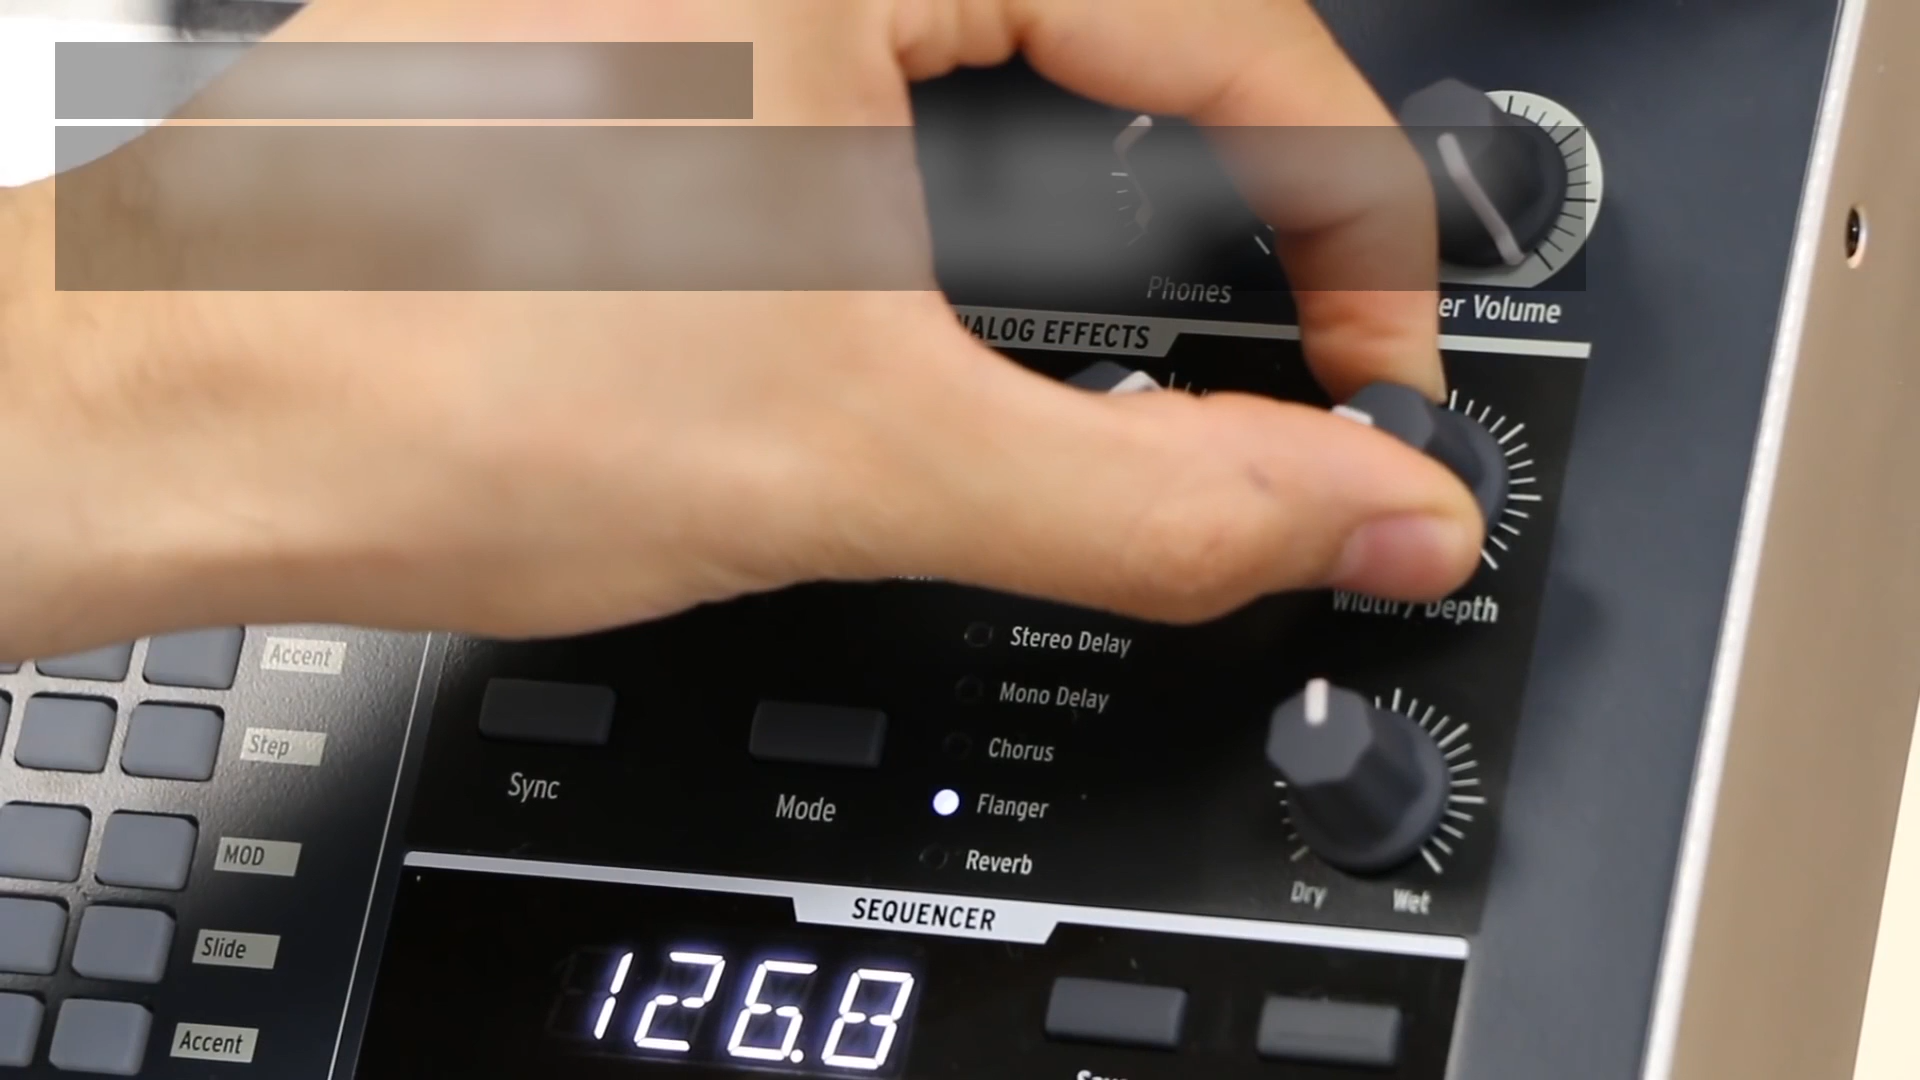 Phones
er Volume
NALOG EFFECTS
Width / Depth
Stereo Delay
Mono Delay
Chorus
Flanger
Reverb
Sync
Mode
Dry
Wet
Accent
Step
MOD
Slide
Accent
SEQUENCER
126.8